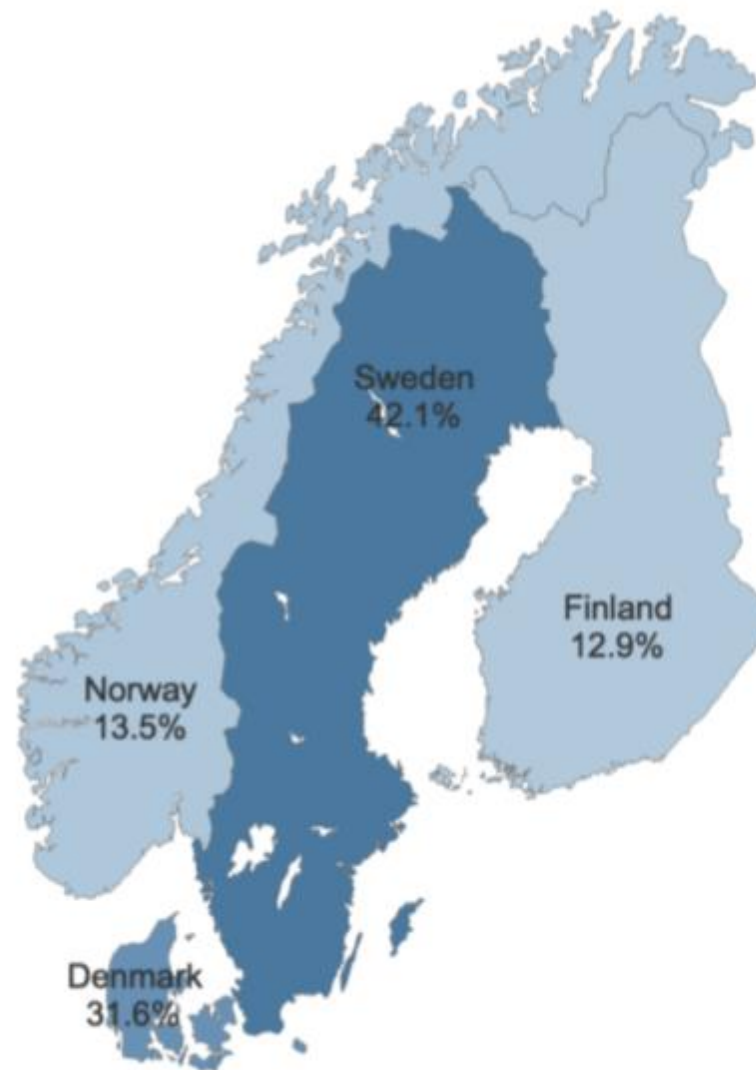 Sweden
42.1%
Finland
12.9%
Norway
13.5%
Denmark
31.6%